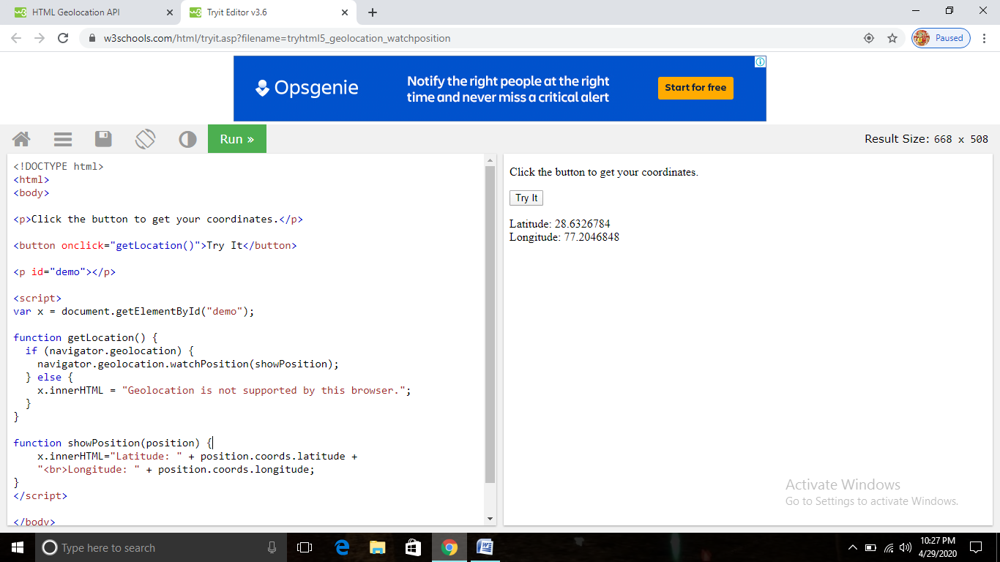 HTML Geolocation API
Tryit Editor v3.6
w3schools.com/html/tryit.asp?filename=tryhtml5_geolocation_watchposition
Paused
Opsgenie
Notify the right people at the right
time and never miss a critical alert
Start for free
Run »
Result Size: 668 x 508
<!DOCTYPE html>
<html>
<body>
<p>Click the button to get your coordinates.</p>
<button onclick="getLocation()">Try It</button>
<p id="demo"></p>
<script>
var x = document.getElementById("demo");
function getLocation() {
  if (navigator.geolocation) {
    navigator.geolocation.watchPosition(showPosition);
  } else {
    x.innerHTML = "Geolocation is not supported by this browser.";
  }
}
function showPosition(position) {
    x.innerHTML="Latitude: " + position.coords.latitude +
    "<br>Longitude: " + position.coords.longitude;
}
</script>
</body>
Click the button to get your coordinates.
Try It
Latitude: 28.6326784
Longitude: 77.2046848
Activate Windows
Go to Settings to activate Windows.
Type here to search
10:27 PM
4/29/2020